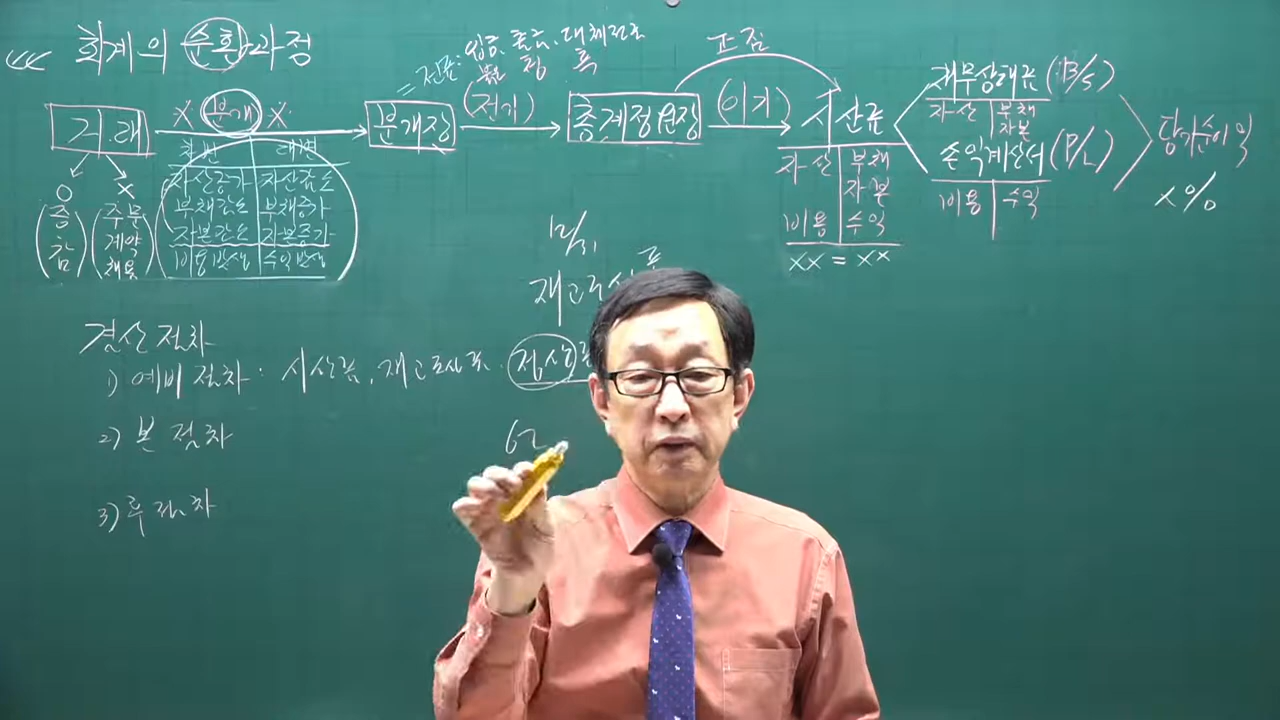 회계의 순환과정
= 전표: 입금, 출금, 대체전표
정점
거래
※ 분개 ※
분개장
(전기)
총계정원장
(이기)
시산표
재무상태표 (B/S)
자산 부채
자본
손익계산서 (P/L)
비용 수익
당기순이익
x%
O X
(증감)
(주문 계약 채용)
차변 대변
자산증가 자산감소
부채감소 부채증가
자본감소 자본증가
비용발생 수익발생
자산 부채
자본
비용 수익
xx = xx
12/31
결산절차
1) 예비절차: 시산표, 재고조사표. 정산
2) 본절차
3) 후절차